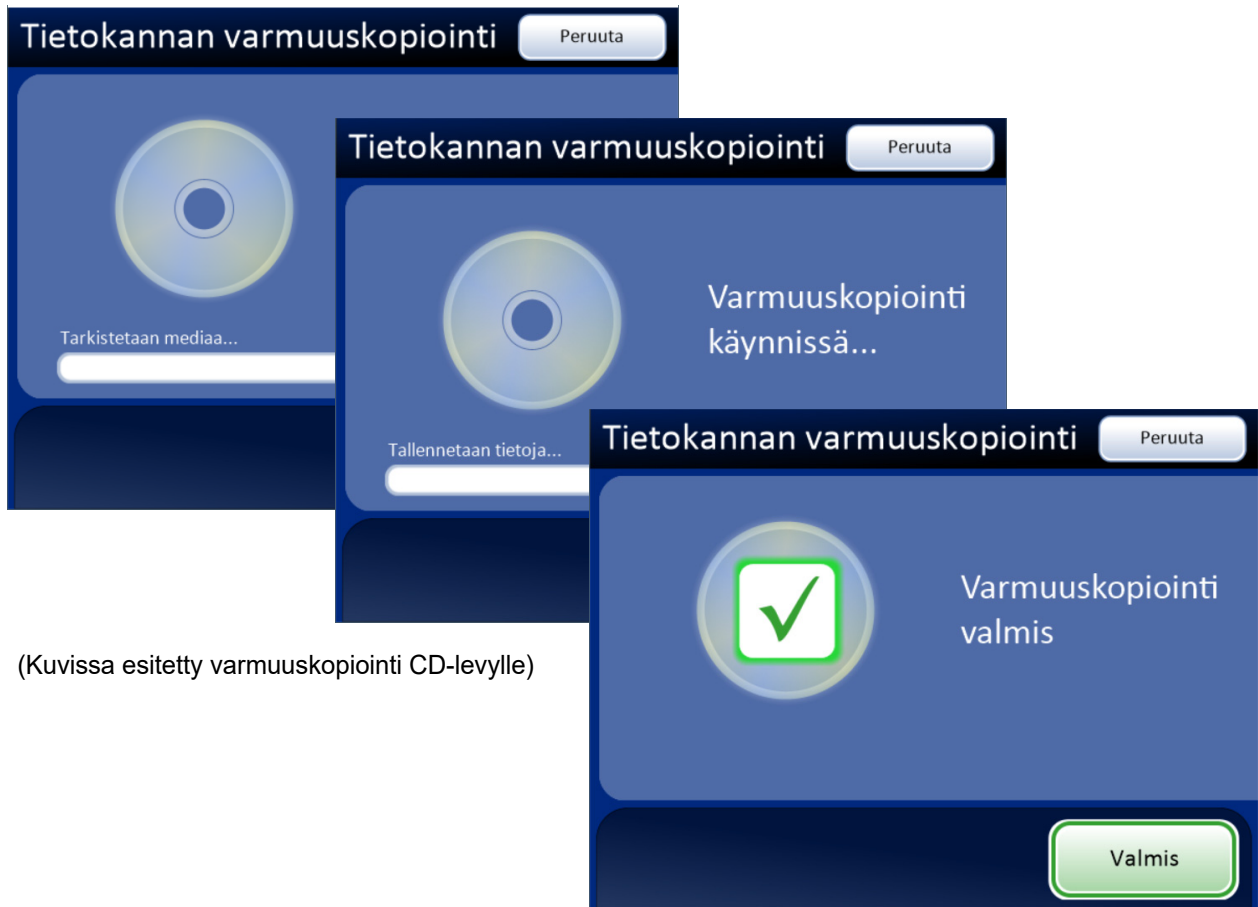 Tietokannan varmuuskopiointi
Peruuta
Tarkistetaan mediaa...
Tietokannan varmuuskopiointi
Peruuta
Varmuuskopiointi
käynnissä...
Tallennetaan tietoja...
Tietokannan varmuuskopiointi
Peruuta
Varmuuskopiointi
valmis
Valmis
(Kuvissa esitetty varmuuskopiointi CD-levylle)